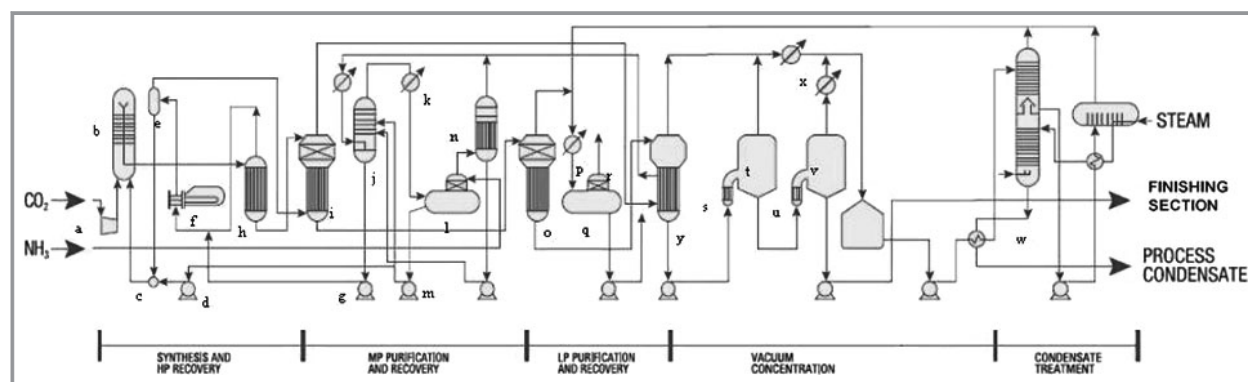 b
e
f
h
i
j
k
l
n
o
p
r
q
s
t
u
v
x
y
w
a
c
d
g
m
CO2
NH3
STEAM
FINISHING
SECTION
PROCESS
CONDENSATE
SYNTHESIS AND
HP RECOVERY
MP PURIFICATION
AND RECOVERY
LP PURIFICATION
AND RECOVERY
VACUUM
CONCENTRATION
CONDENSATE
TREATMENT